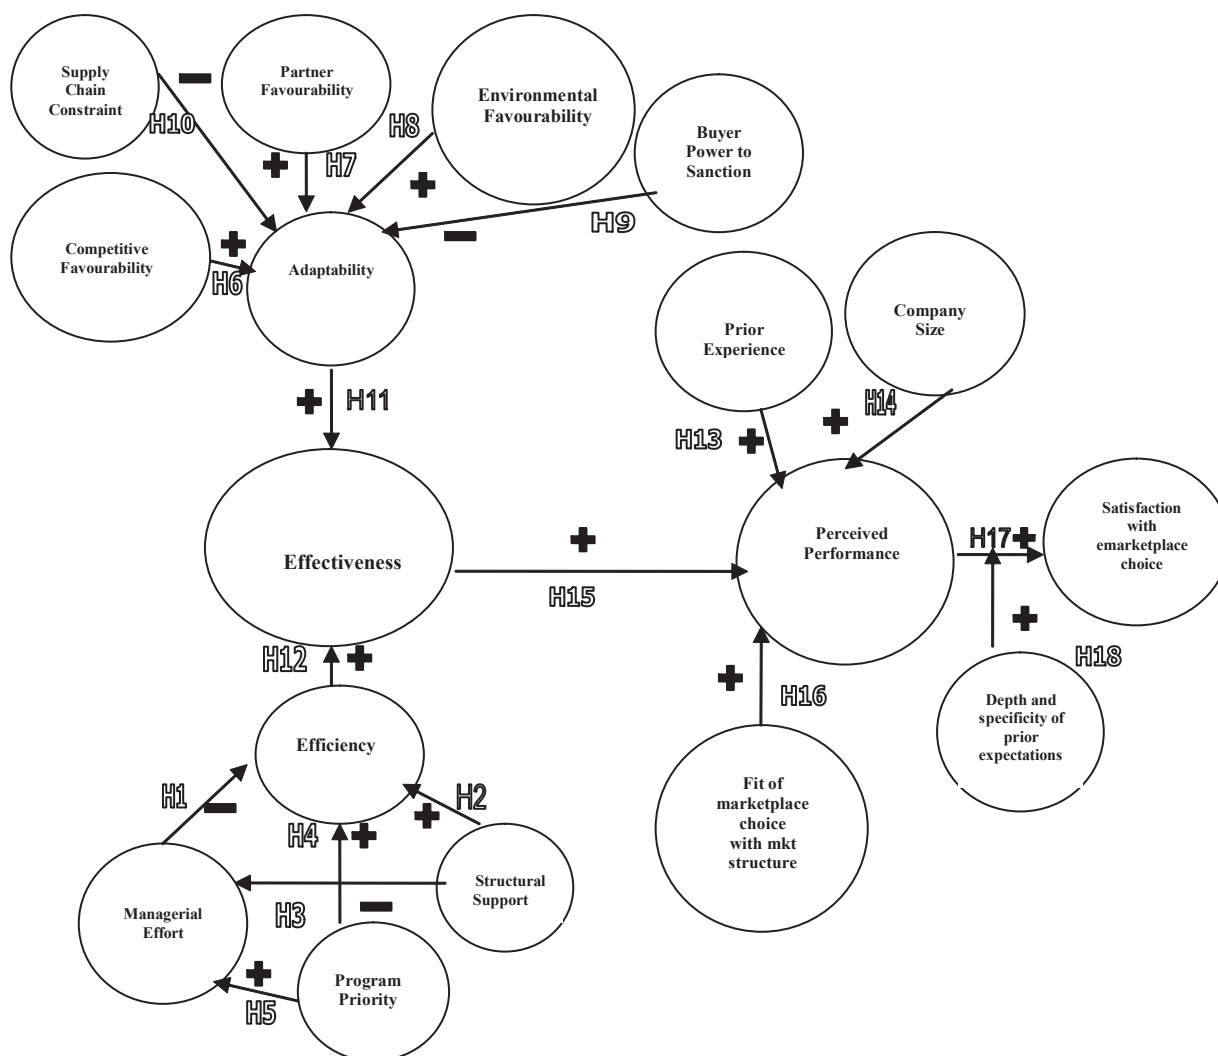 Supply
Chain
Constraint
H10
Partner
Favourability
H7
H8
Environmental
Favourability
Buyer
Power to
Sanction
H9
Competitive
Favourability
H6
Adaptability
H11
Prior
Experience
H13
Company
Size
H14
Effectiveness
H15
Perceived
Performance
H17
Satisfaction
with
emarketplace
choice
H12
H16
H18
Depth and
specificity of
prior
expectations
Efficiency
H1
H2
H4
Fit of
marketplace
choice
with mkt
structure
Managerial
Effort
H3
Structural
Support
H5
Program
Priority